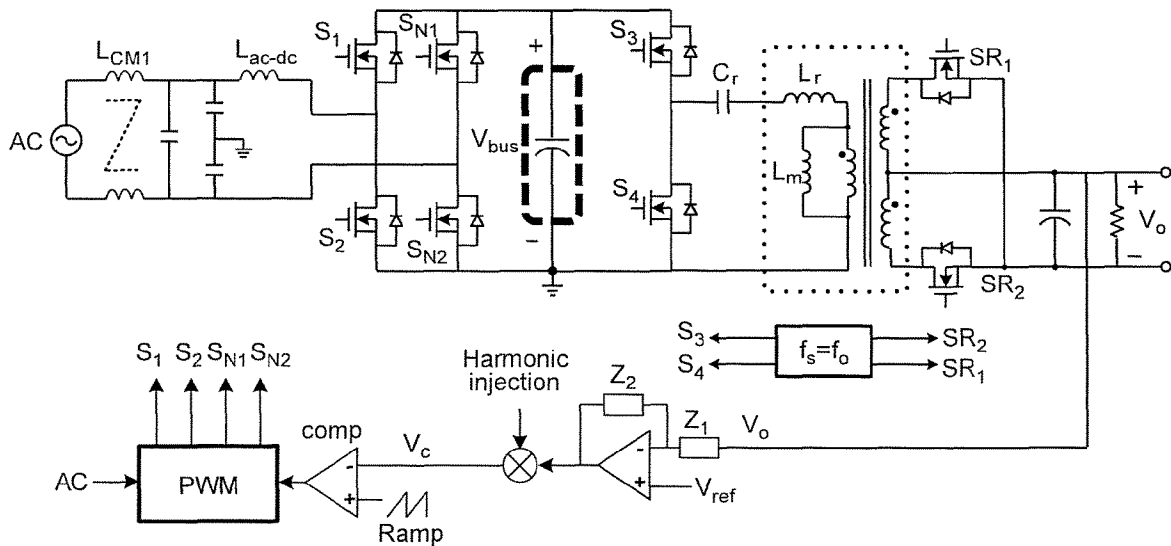 L_CM1
L_ac-dc
AC
S_1
S_N1
S_2
S_N2
+
V_bus
−
S_3
S_4
C_r
L_r
L_m
SR_1
SR_2
+
V_o
−
S_3
S_4
f_s=f_o
SR_2
SR_1
S_1 S_2 S_N1 S_N2
AC
PWM
comp
-
+
Ramp
V_c
Harmonic
injection
Z_2
-
+
Z_1
V_o
V_ref